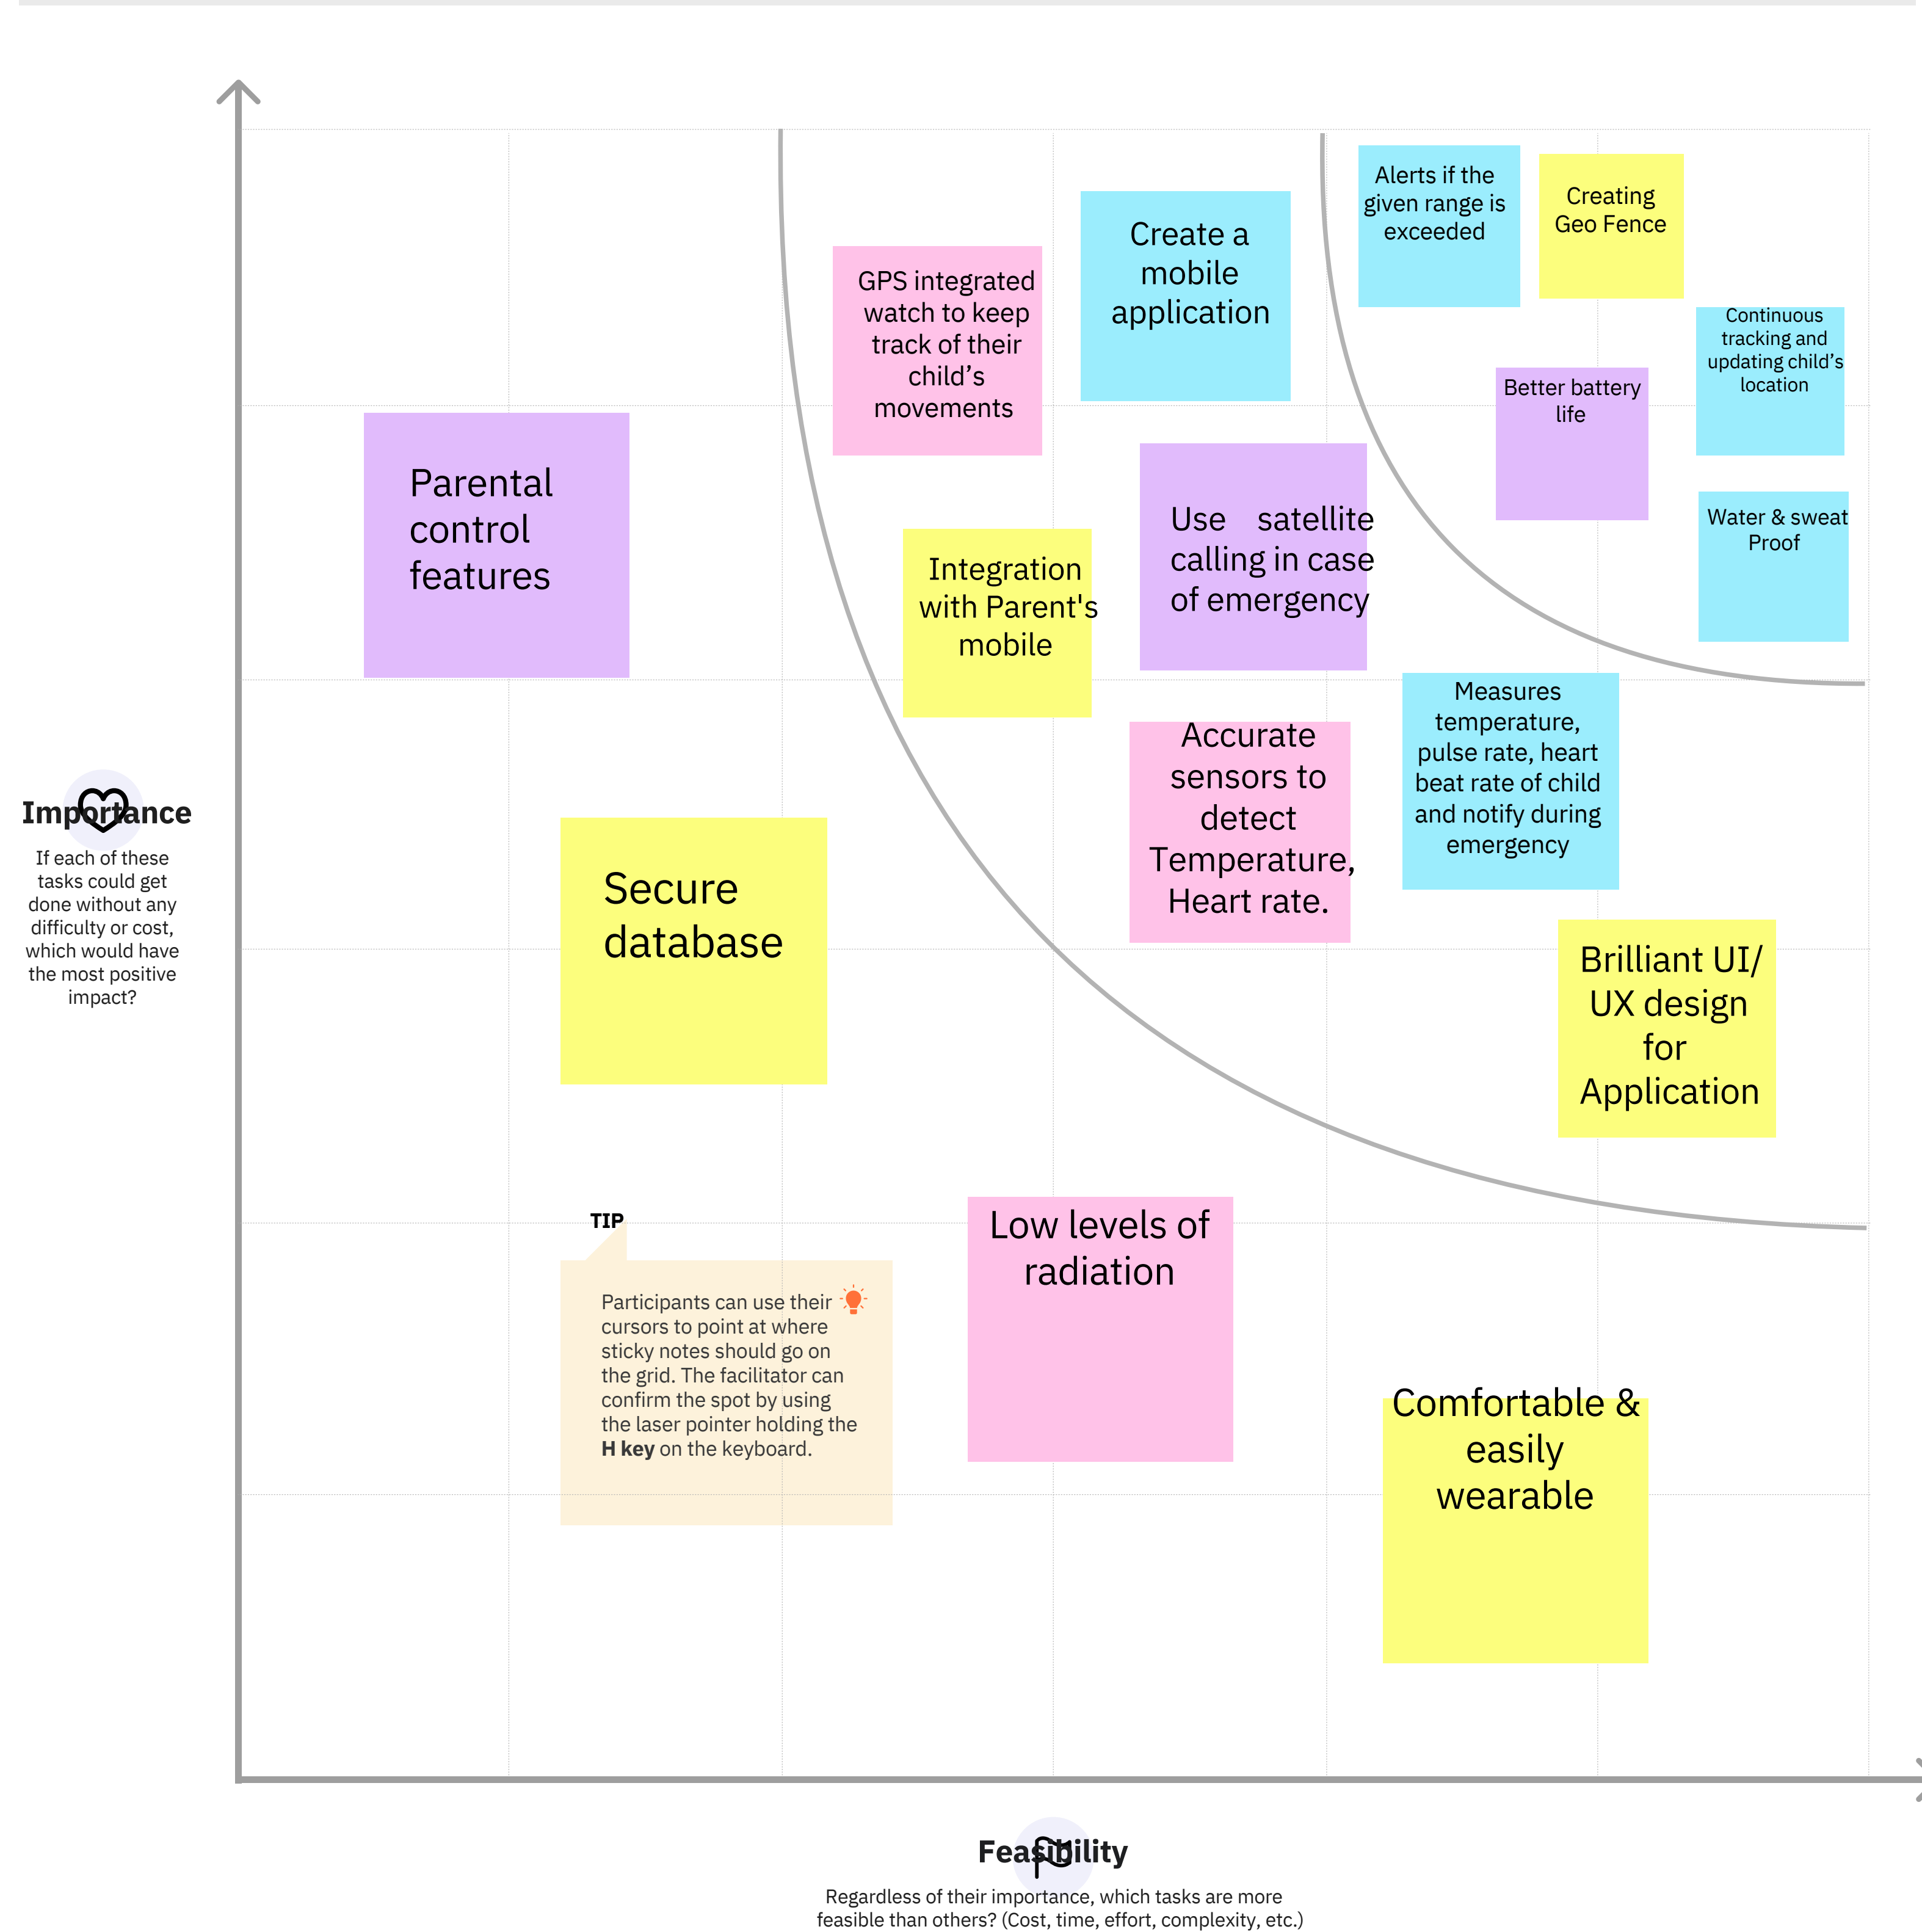 Alerts if the
given range is
exceeded
Creating
Geo Fence
Create a
mobile
application
GPS integrated
watch to keep
track of their
child’s
movements
Continuous
tracking and
updating child’s
location
Better battery
life
Parental
control
features
Use satellite
calling in case
of emergency
Water & sweat
Proof
Integration
with Parent's
mobile
Measures
temperature,
pulse rate, heart
beat rate of child
and notify during
emergency
Accurate
sensors to
detect
Temperature,
Heart rate.
Importance
If each of these
tasks could get
done without any
difficulty or cost,
which would have
the most positive
impact?
Secure
database
Brilliant UI/
UX design
for
Application
TIP
Participants can use their
cursors to point at where
sticky notes should go on
the grid. The facilitator can
confirm the spot by using
the laser pointer holding the
H key on the keyboard.
Low levels of
radiation
Comfortable &
easily
wearable
Feasibility
Regardless of their importance, which tasks are more
feasible than others? (Cost, time, effort, complexity, etc.)